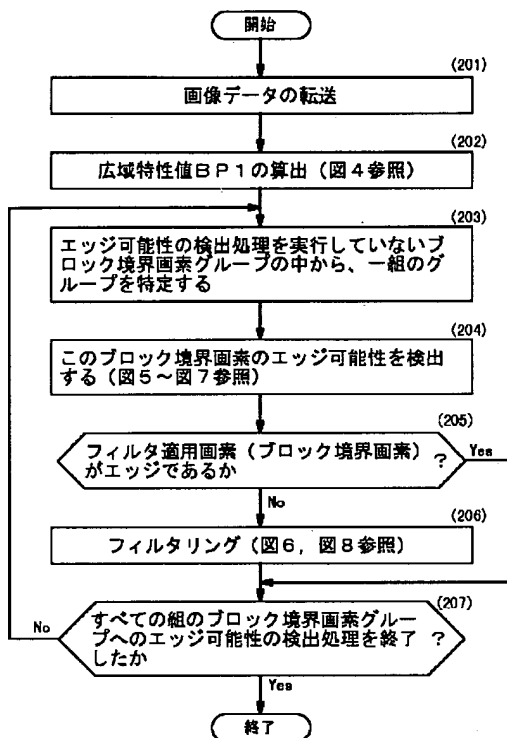 開始
(201)
画像データの転送
(202)
広域特性値ＢＰ１の算出（図４参照）
(203)
エッジ可能性の検出処理を実行していないブ
ロック境界画素グループの中から、一組のグ
ループを特定する
(204)
このブロック境界画素のエッジ可能性を検出
する（図５～図７参照）
(205)
フィルタ適用画素（ブロック境界画素）
がエッジであるか
？
Yes
No
(206)
フィルタリング（図６，図８参照）
(207)
すべての組のブロック境界画素グルー
プへのエッジ可能性の検出処理を終了
したか
？
No
Yes
終了